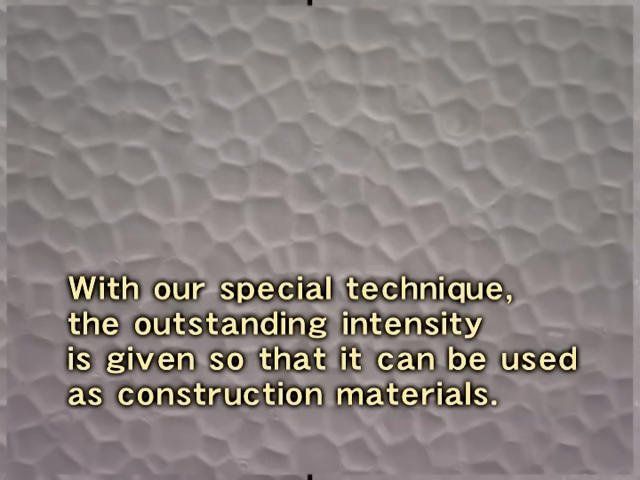 With our special technique,
the outstanding intensity
is given so that it can be used
as construction materials.